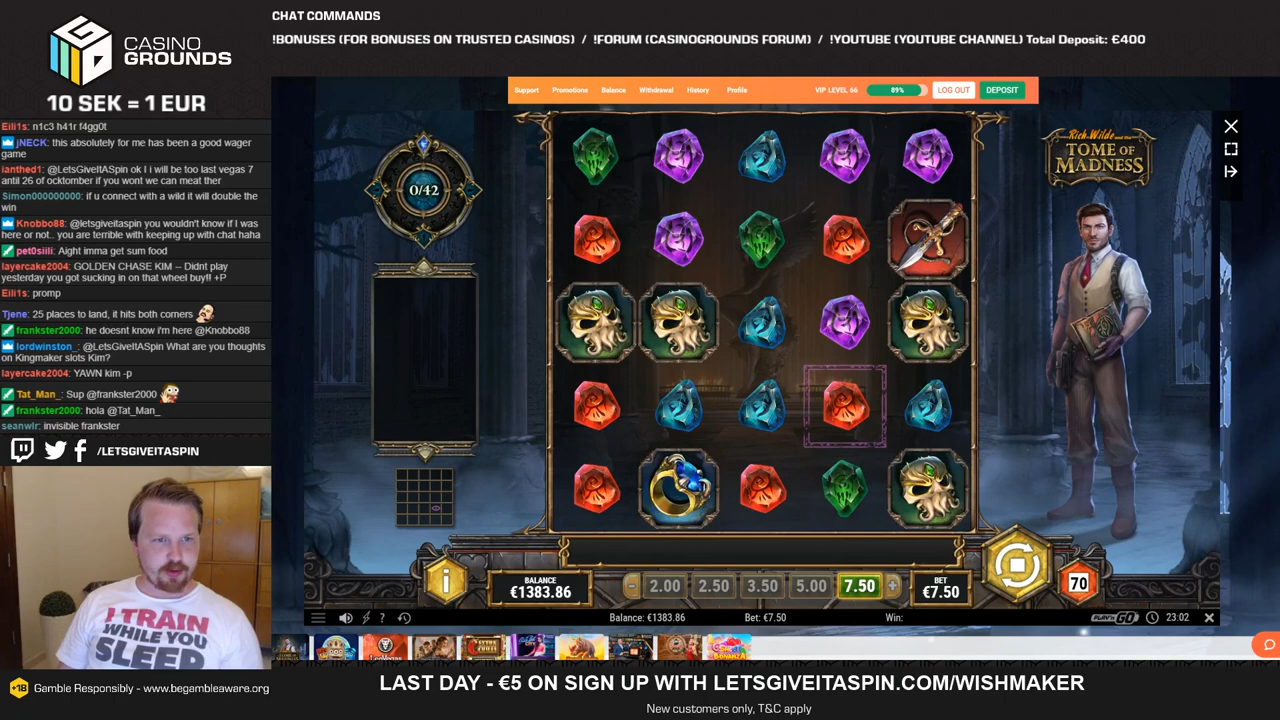 CHAT COMMANDS
!BONUSES (FOR BONUSES ON TRUSTED CASINOS) / !FORUM (CASINOGROUNDS FORUM) / !YOUTUBE (YOUTUBE CHANNEL) Total Deposit: €400
CASINO
GROUNDS
10 SEK = 1 EUR
Eili1s: n1c3 h41r f4gg0t
jNECK: this absolutely for me has been a good wager
game
ianthed1: @LetsGiveItASpin ok I i will be too last vegas 7
antil 26 of ocktomber if you wont we can meat ther
Simon000000000: if u connect with a wild it will double the
win
Knobbo88: @letsgiveitaspin you wouldn't know if I was
here or not.. you are terrible with keeping up with chat haha
pet0siili: Aight imma get sum food
layercake2004: GOLDEN CHASE KIM -- Didnt play
yesterday you got sucking in on that wheel buy!! +P
Eili1s: promp
Tjene: 25 places to land, it hits both corners
frankster2000: he doesnt know i'm here @Knobbo88
lordwinston_: @LetsGiveItASpin What are you thoughts
on Kingmaker slots Kim?
layercake2004: YAWN kim -p
Tat_Man_: Sup @frankster2000
frankster2000: hola @Tat_Man_
seanwlr: invisible frankster
/LETSGIVEITASPIN
Support Promotions Balance Withdrawal History Profile VIP LEVEL 66 89% LOG OUT DEPOSIT
0/42
Rich Wilde and the
TOME OF
MADNESS
BALANCE
€1383.86
- 2.00 2.50 3.50 5.00 7.50 +
BET
€7.50
70
Balance: €1383.86 Bet: €7.50 Win: PLAY'N GO 23:02
I TRAIN
WHILE YOU
SLEEP
+18 Gamble Responsibly - www.begambleaware.org
LAST DAY - €5 ON SIGN UP WITH LETSGIVEITASPIN.COM/WISHMAKER
New customers only, T&C apply